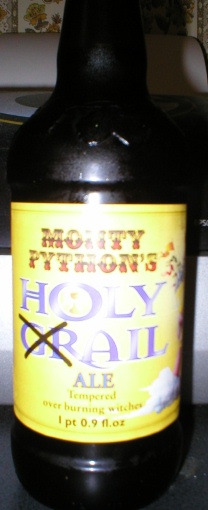 MONTY
PYTHON'S
HOLY
GRAIL
ALE
Tempered
over burning witches
1 pt 0.9 fl.oz